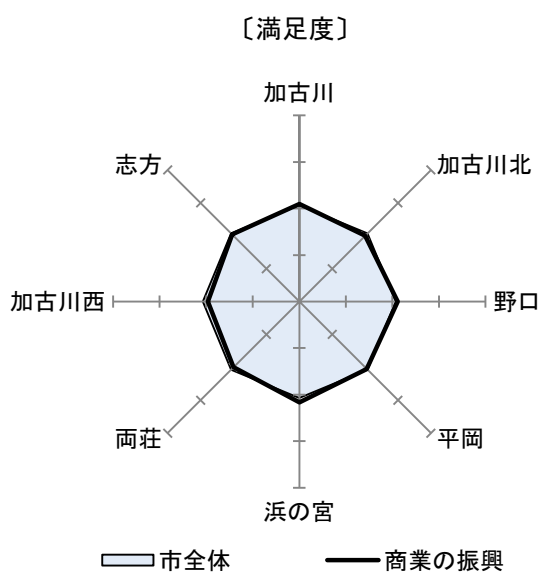 〔満足度〕
加古川
志方
加古川北
加古川西
野口
両荘
平岡
浜の宮
市全体
商業の振興